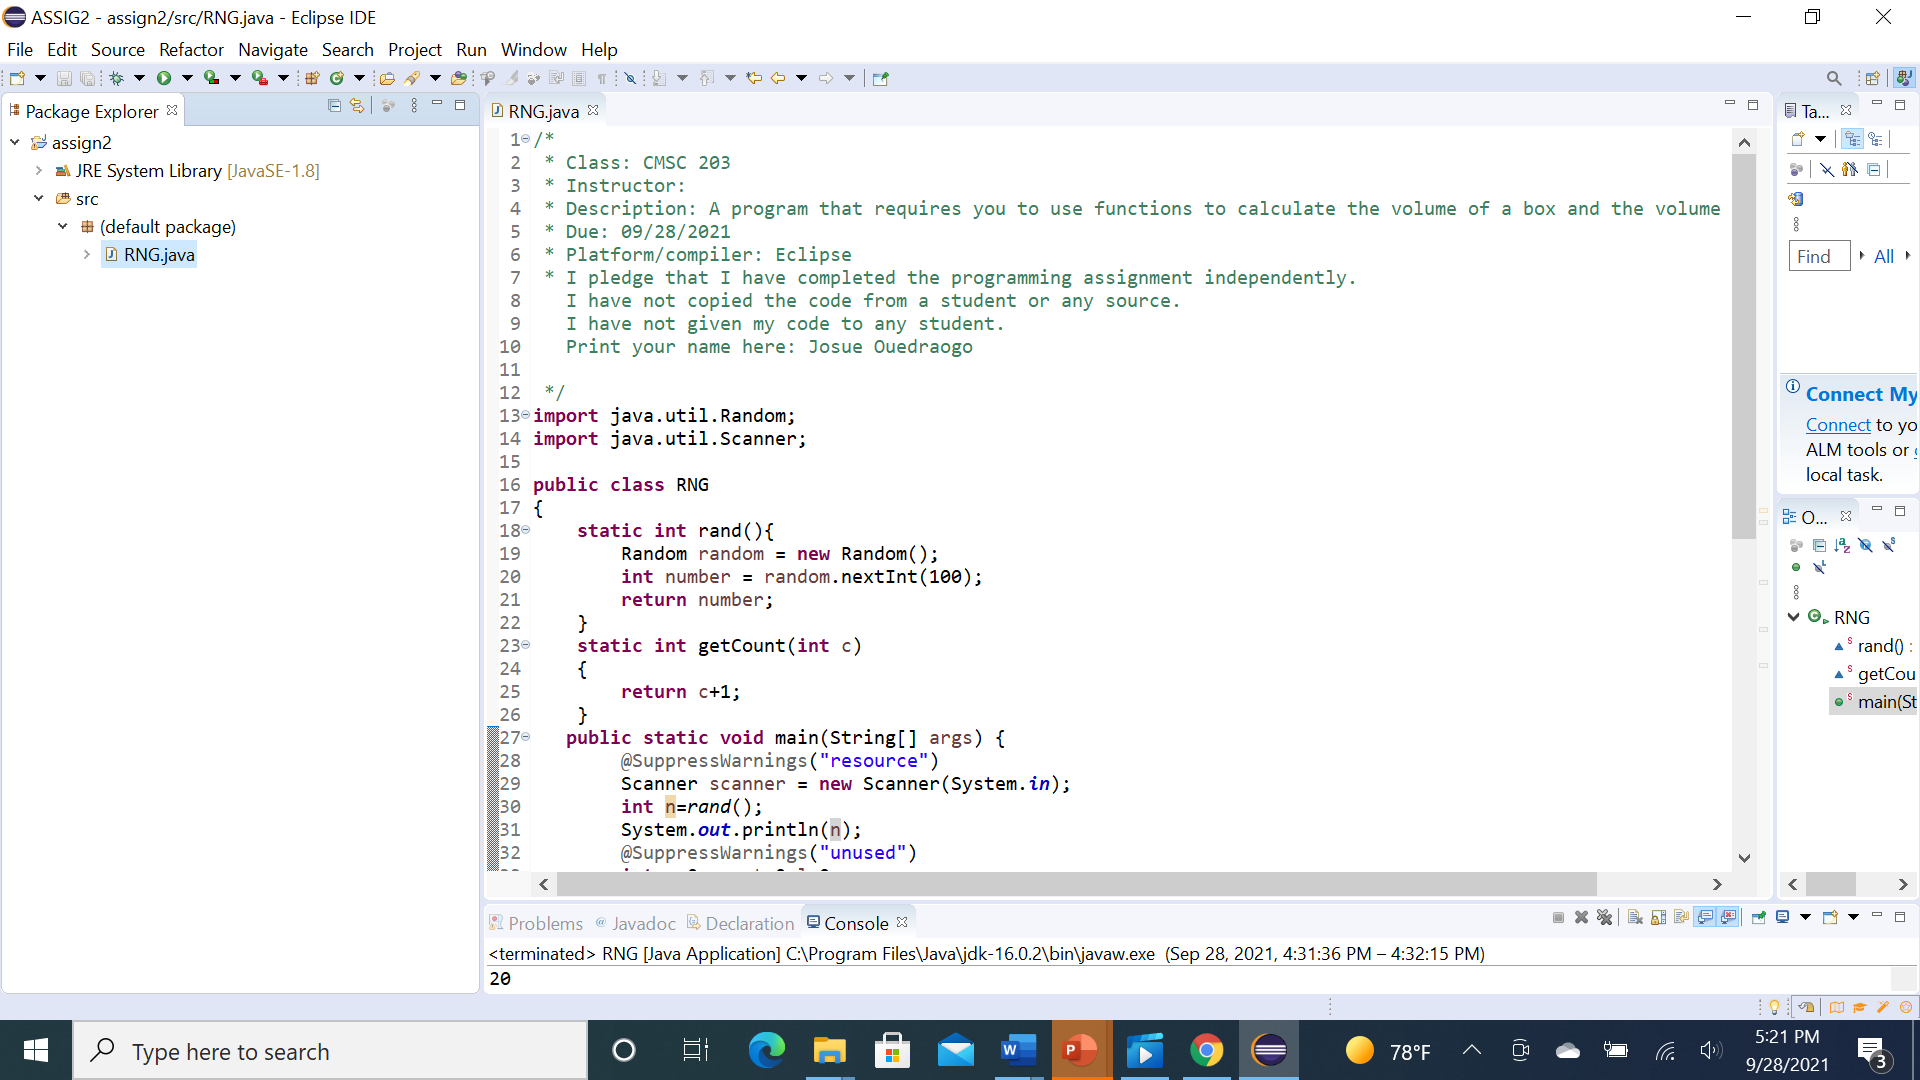 ASSIG2 - assign2/src/RNG.java - Eclipse IDE
File Edit Source Refactor Navigate Search Project Run Window Help
Package Explorer
assign2
JRE System Library [JavaSE-1.8]
src
(default package)
RNG.java
RNG.java
1 /*
2 * Class: CMSC 203
3 * Instructor:
4 * Description: A program that requires you to use functions to calculate the volume of a box and the volume
5 * Due: 09/28/2021
6 * Platform/compiler: Eclipse
7 * I pledge that I have completed the programming assignment independently.
8 I have not copied the code from a student or any source.
9 I have not given my code to any student.
10 Print your name here: Josue Ouedraogo
11
12 */
13 import java.util.Random;
14 import java.util.Scanner;
15
16 public class RNG
17 {
18 static int rand(){
19 Random random = new Random();
20 int number = random.nextInt(100);
21 return number;
22 }
23 static int getCount(int c)
24 {
25 return c+1;
26 }
27 public static void main(String[] args) {
28 @SuppressWarnings("resource")
29 Scanner scanner = new Scanner(System.in);
30 int n=rand();
31 System.out.println(n);
32 @SuppressWarnings("unused")
Ta...
Find All
Connect My
Connect to yo
ALM tools or
local task.
O...
RNG
rand() :
getCou
main(St
Problems @ Javadoc Declaration Console
<terminated> RNG [Java Application] C:\Program Files\Java\jdk-16.0.2\bin\javaw.exe (Sep 28, 2021, 4:31:36 PM – 4:32:15 PM)
20
Type here to search
78°F
5:21 PM
9/28/2021
3